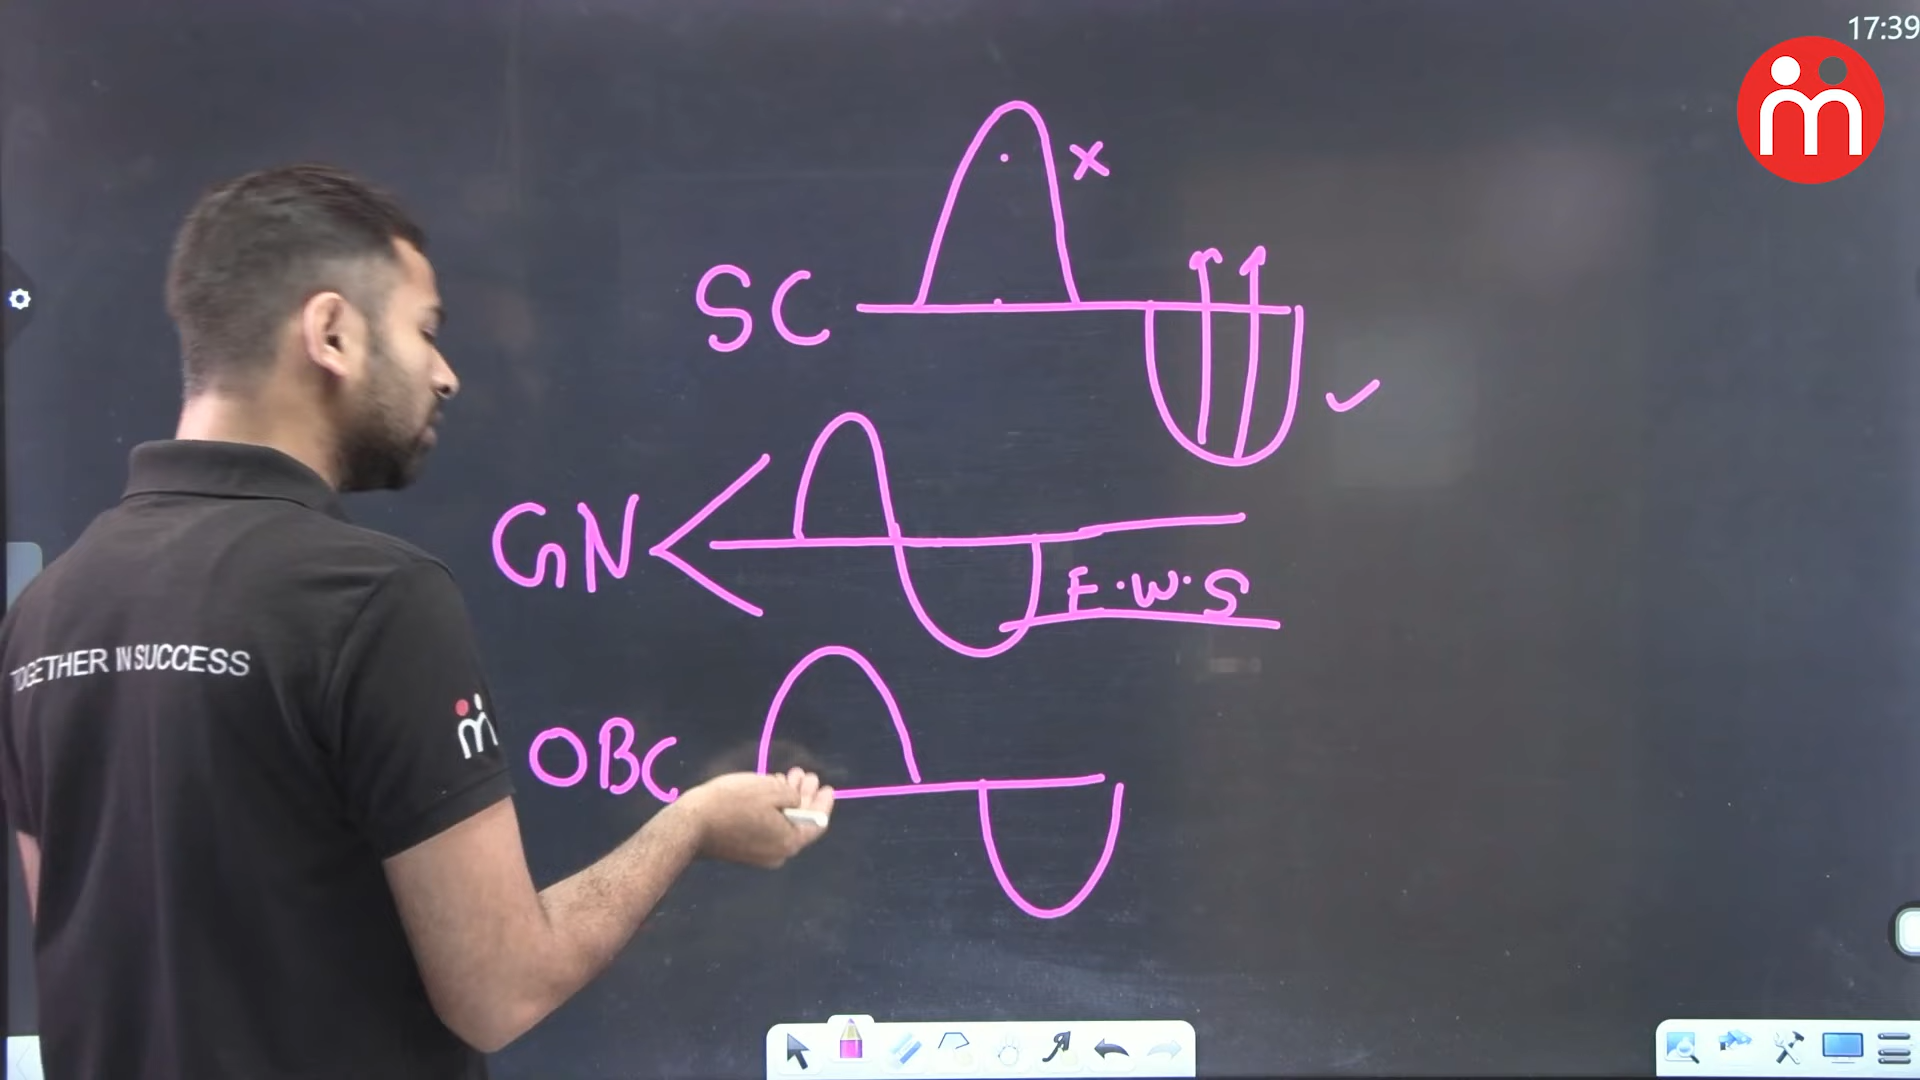 17:39
x
SC
GN
E.W.S
OBC
TOGETHER IN SUCCESS
m
m